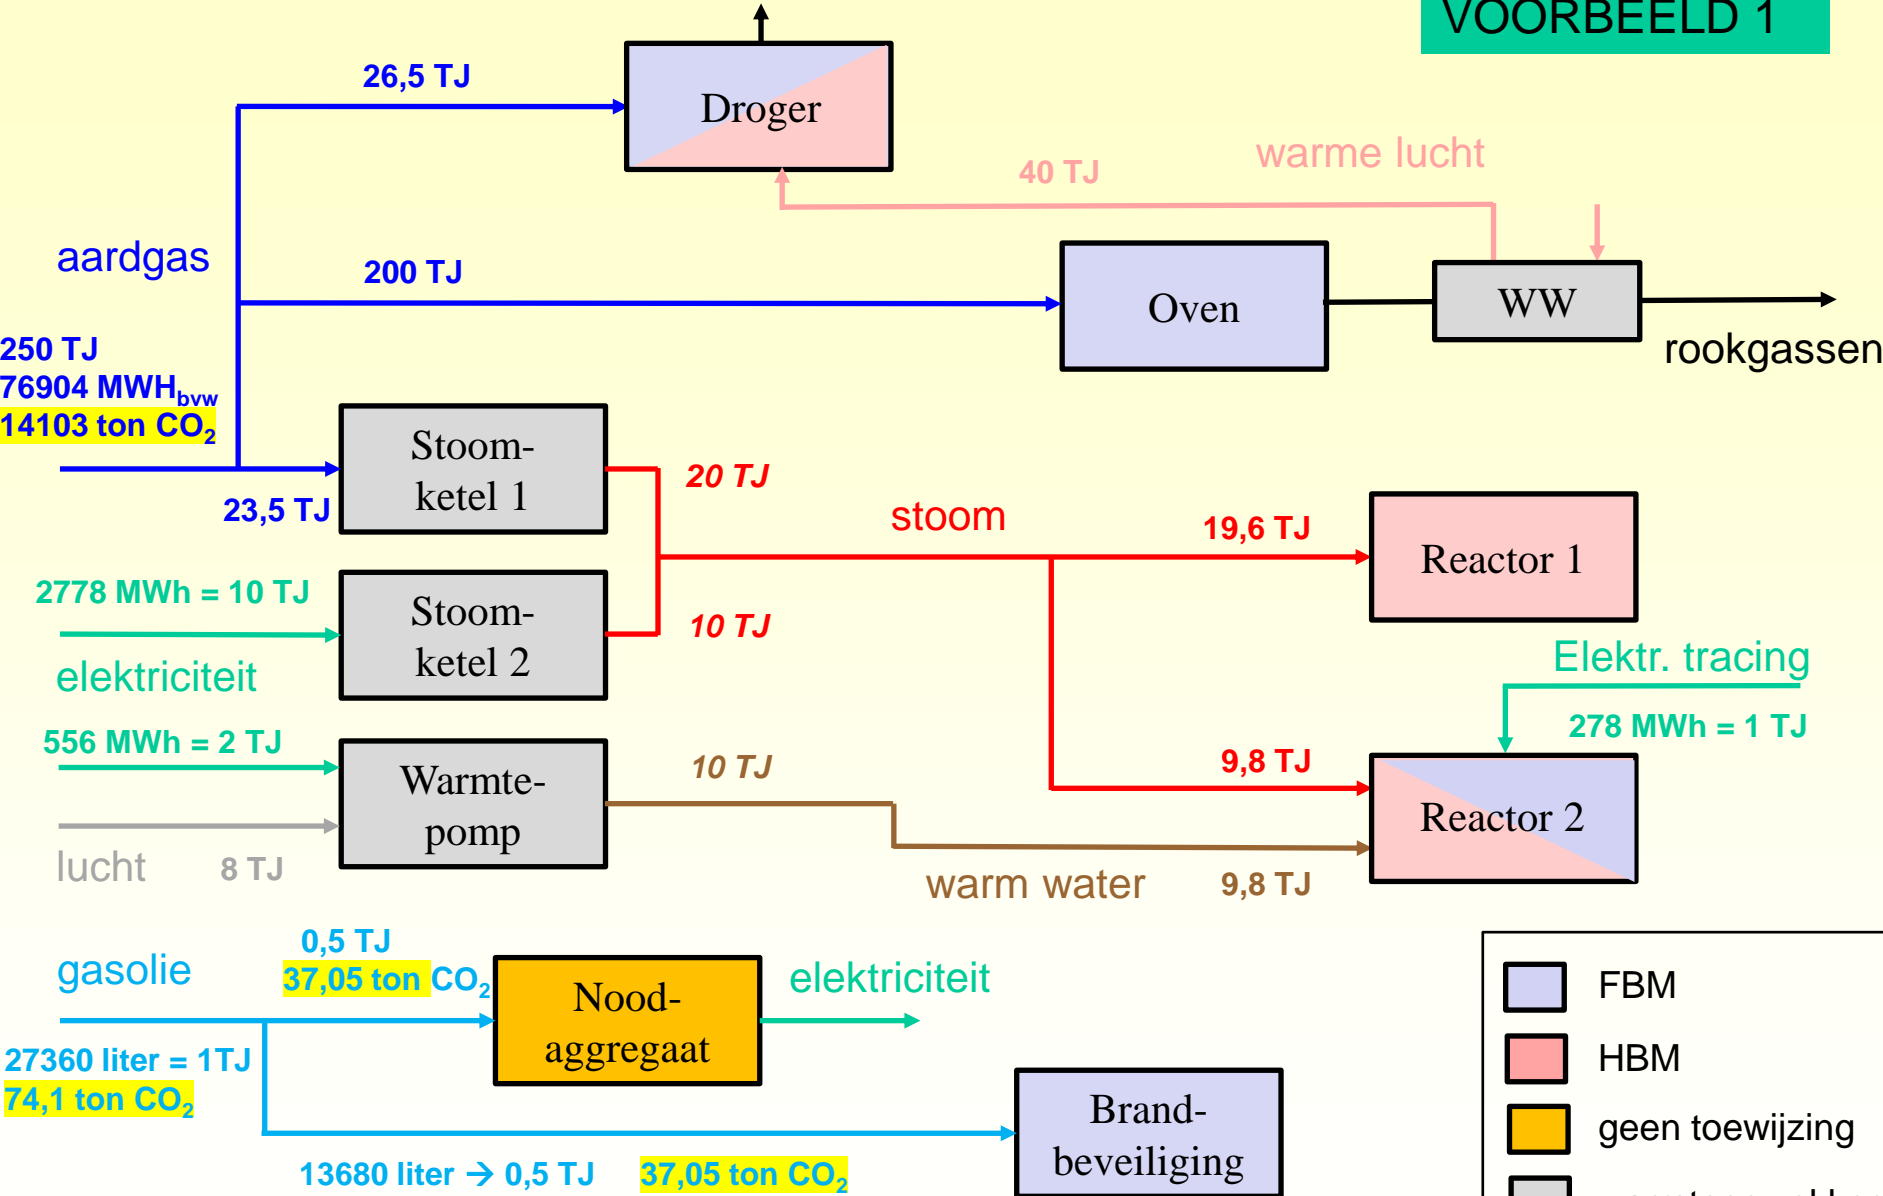 VOORBEELD 1
26,5 TJ
Droger
40 TJ
warme lucht
aardgas
200 TJ
Oven
WW
rookgassen
250 TJ
76904 MWHbvw
14103 ton CO2
23,5 TJ
Stoom-
ketel 1
20 TJ
stoom
19,6 TJ
Reactor 1
2778 MWh = 10 TJ
elektriciteit
Stoom-
ketel 2
10 TJ
Elektr. tracing
278 MWh = 1 TJ
556 MWh = 2 TJ
lucht 8 TJ
Warmte-
pomp
10 TJ
warm water
9,8 TJ
9,8 TJ
Reactor 2
gasolie
0,5 TJ
37,05 ton CO2
Nood-
aggregaat
elektriciteit
27360 liter = 1TJ
74,1 ton CO2
13680 liter → 0,5 TJ 37,05 ton CO2
Brand-
beveiliging
FBM
HBM
geen toewijzing